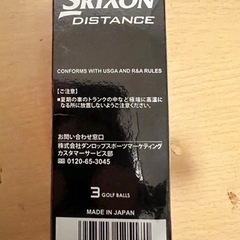 SRIXON
DISTANCE
CONFORMS WITH USGA AND R&A RULES
【ご注意】
●夏期の車のトランクの中など極端に高温に
なる所に放置しないようご注意ください。
お問い合わせ窓口
株式会社ダンロップスポーツマーケティング
カスタマーサービス部
0120-65-3045
3 GOLF BALLS
MADE IN JAPAN